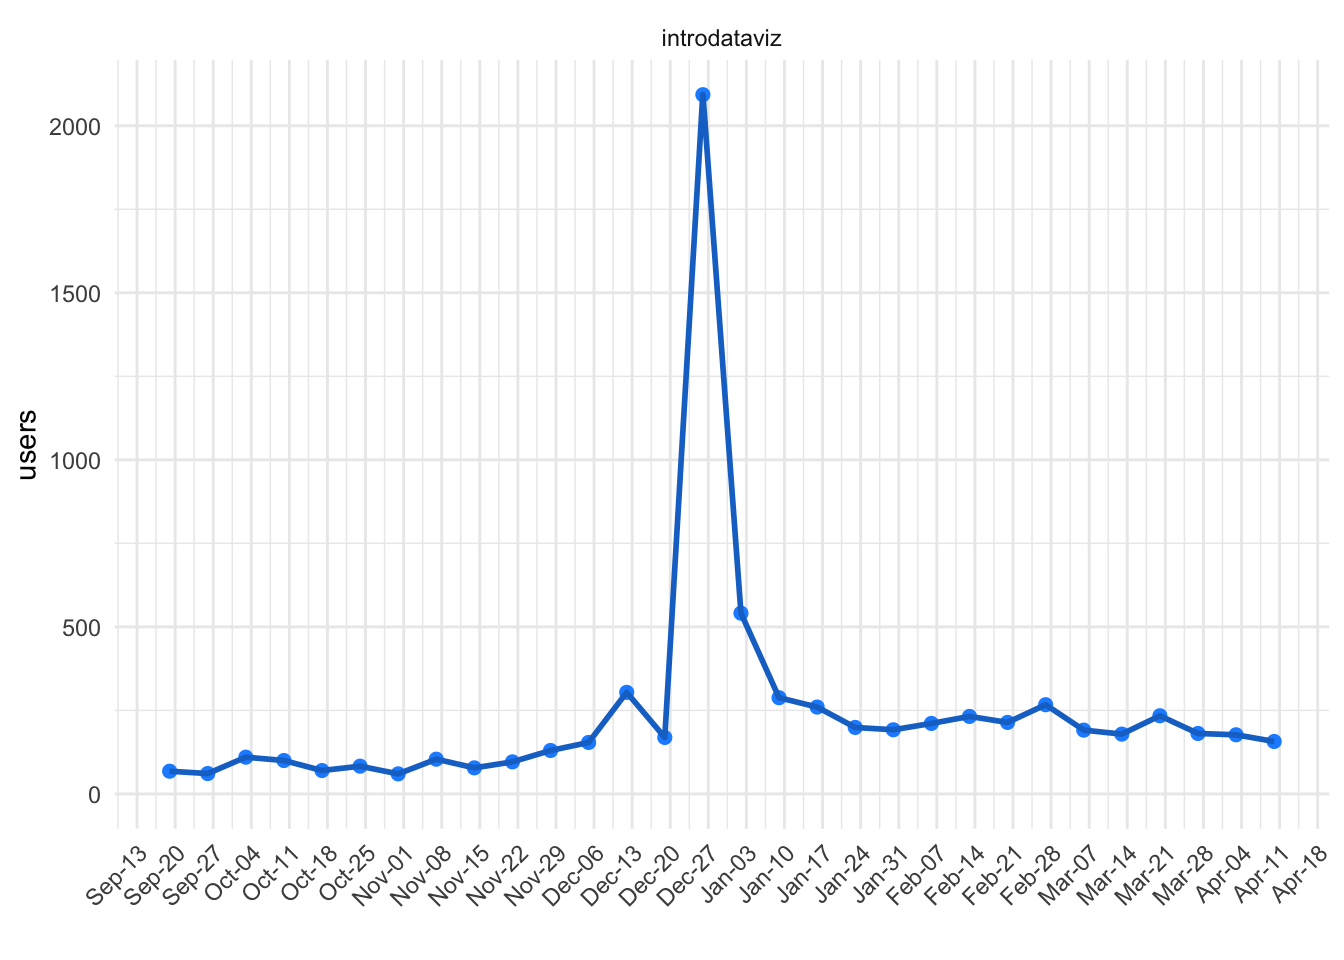 introdataviz
users
2000
1500
1000
500
0
Sep-13
Sep-20
Sep-27
Oct-04
Oct-11
Oct-18
Oct-25
Nov-01
Nov-08
Nov-15
Nov-22
Nov-29
Dec-06
Dec-13
Dec-20
Dec-27
Jan-03
Jan-10
Jan-17
Jan-24
Jan-31
Feb-07
Feb-14
Feb-21
Feb-28
Mar-07
Mar-14
Mar-21
Mar-28
Apr-04
Apr-11
Apr-18